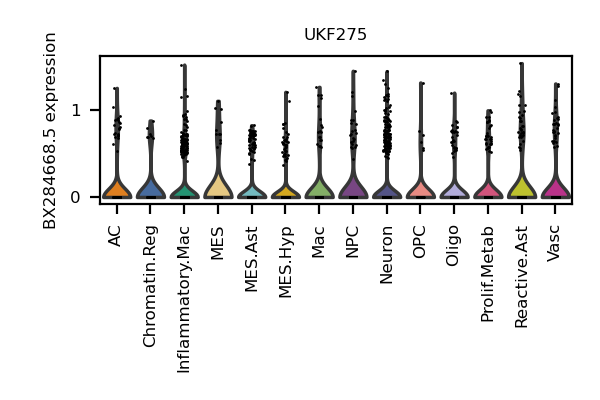 UKF275
BX284668.5 expression
1
0
AC
Chromatin.Reg
Inflammatory.Mac
MES
MES.Ast
MES.Hyp
Mac
NPC
Neuron
OPC
Oligo
Prolif.Metab
Reactive.Ast
Vasc